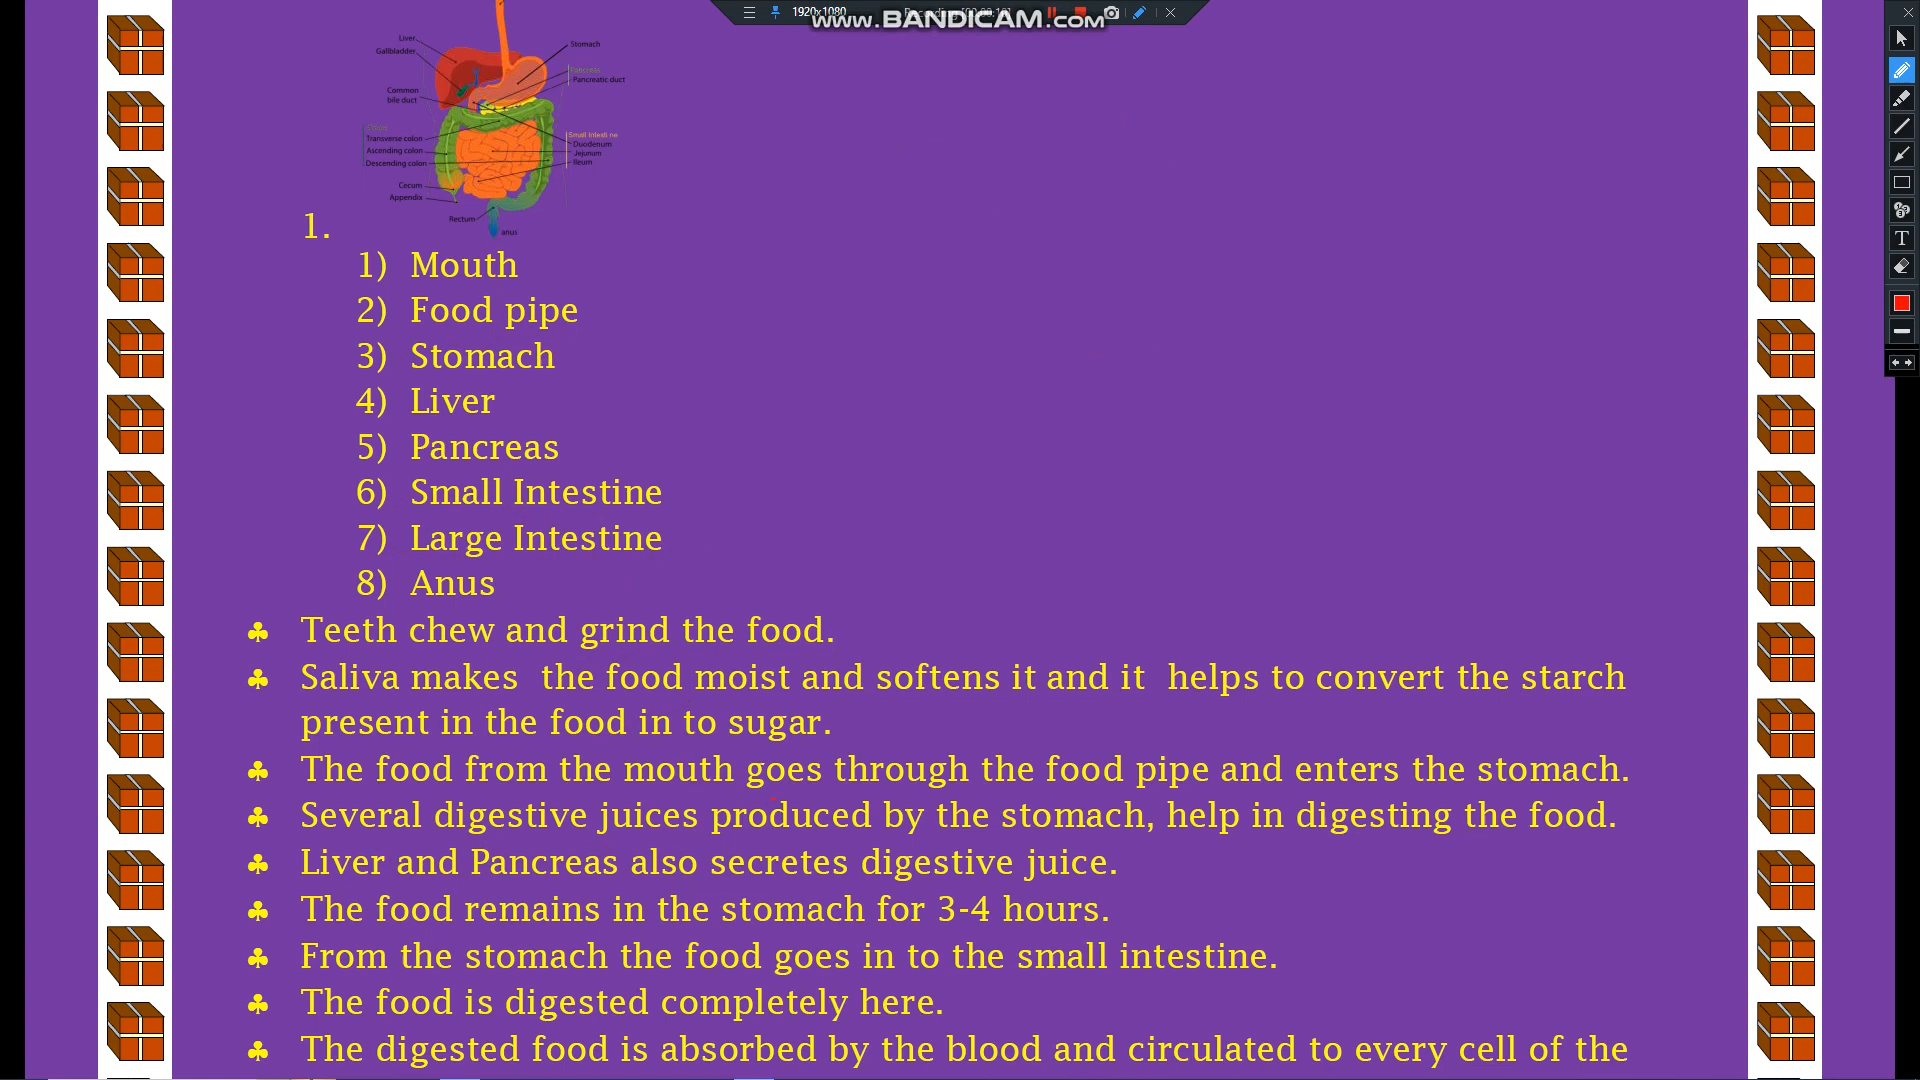 1920x1080
www.BANDICAM.com
Liver
Gallbladder
Stomach
Pancreas
Pancreatic duct
Common
bile duct
Transverse colon
Ascending colon
Descending colon
Small Intesti ne
Duodenum
Jejunum
Ileum
Cecum
Appendix
Rectum
anus
1.
1) Mouth
2) Food pipe
3) Stomach
4) Liver
5) Pancreas
6) Small Intestine
7) Large Intestine
8) Anus
♣ Teeth chew and grind the food.
♣ Saliva makes  the food moist and softens it and it  helps to convert the starch
present in the food in to sugar.
♣ The food from the mouth goes through the food pipe and enters the stomach.
♣ Several digestive juices produced by the stomach, help in digesting the food.
♣ Liver and Pancreas also secretes digestive juice.
♣ The food remains in the stomach for 3-4 hours.
♣ From the stomach the food goes in to the small intestine.
♣ The food is digested completely here.
♣ The digested food is absorbed by the blood and circulated to every cell of the